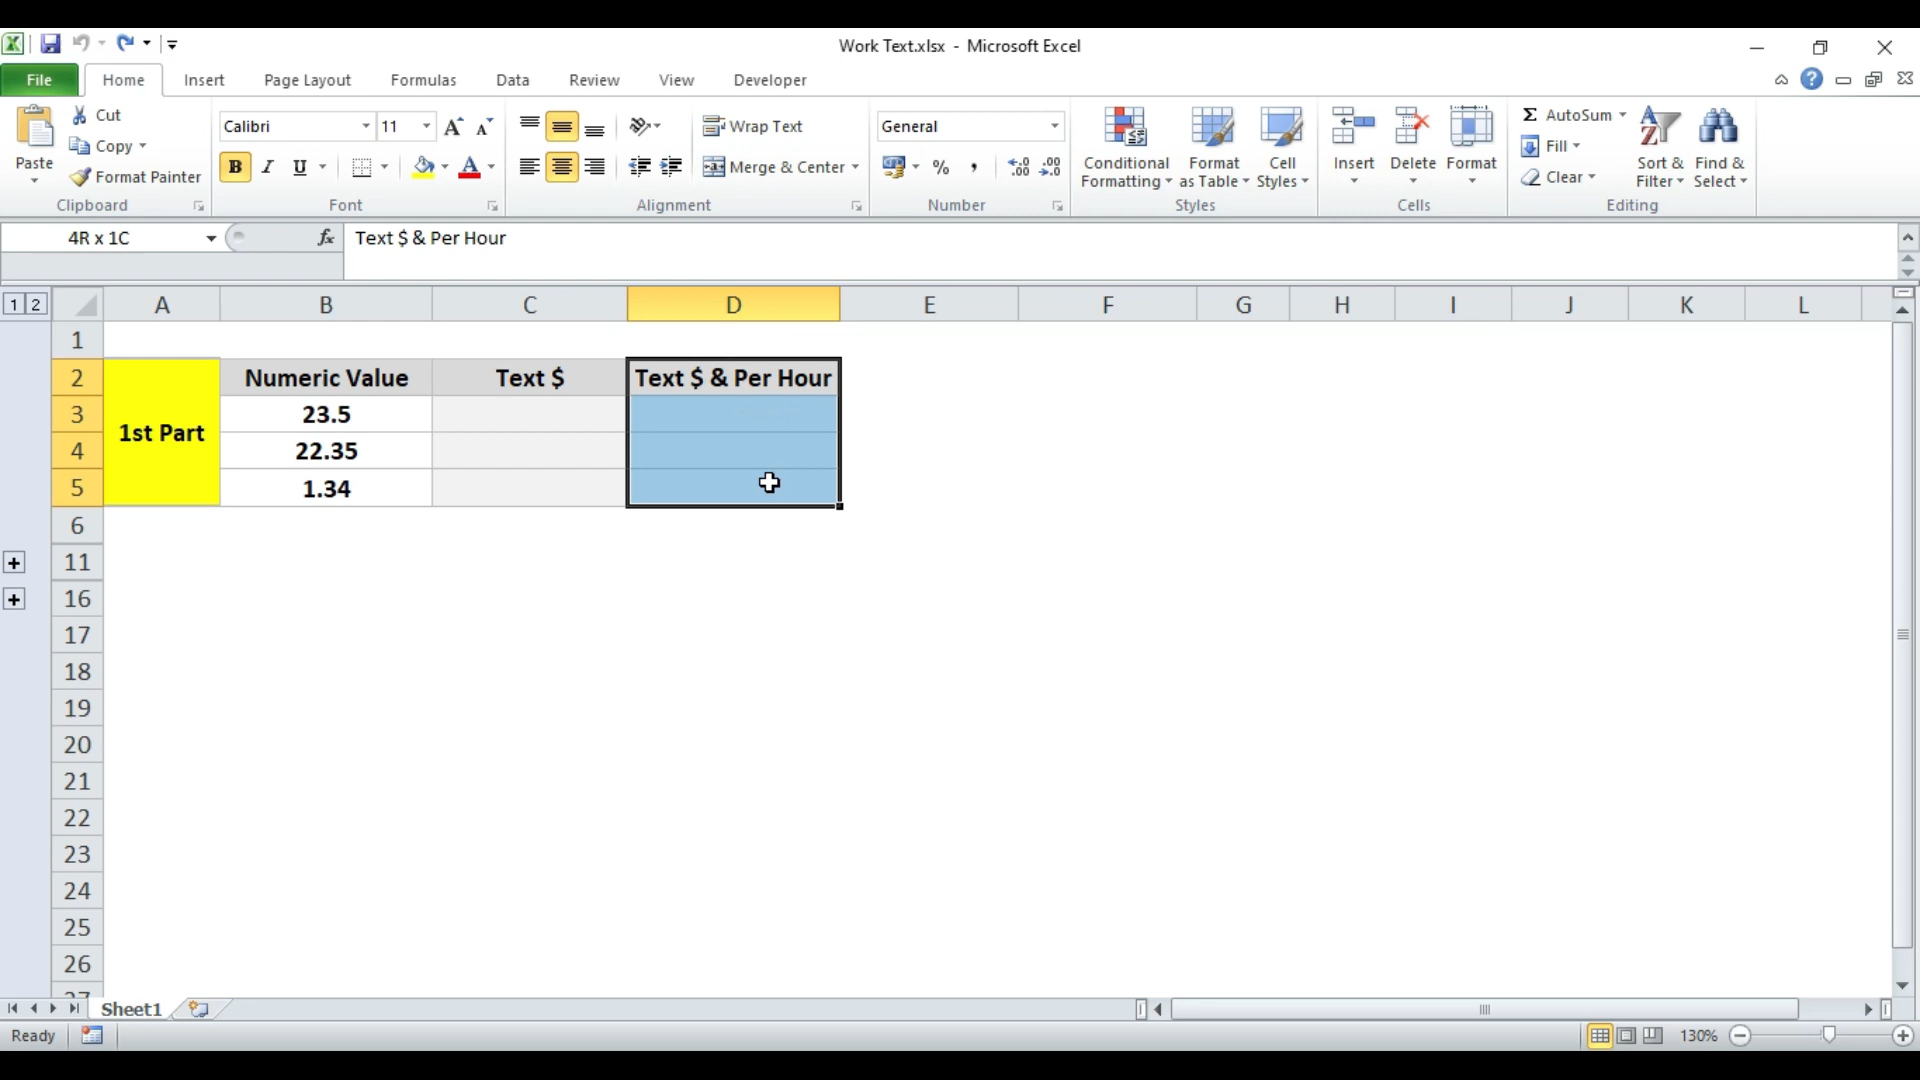 Work Text.xlsx - Microsoft Excel
File Home Insert Page Layout Formulas Data Review View Developer
Paste Cut Copy Format Painter
Calibri 11
B I U A
Wrap Text
Merge & Center
General
% ,
Conditional Formatting Format as Table Cell Styles
Insert Delete Format
Σ AutoSum
Fill
Clear
Sort & Filter Find & Select
Clipboard Font Alignment Number Styles Cells Editing
4R x 1C fx Text $ & Per Hour
1 2 A B C D E F G H I J K L
1
2 Numeric Value Text $ Text $ & Per Hour
3 23.5
1st Part
4 22.35
5 1.34
6
11
16
17
18
19
20
21
22
23
24
25
26
27
Sheet1
Ready 130%